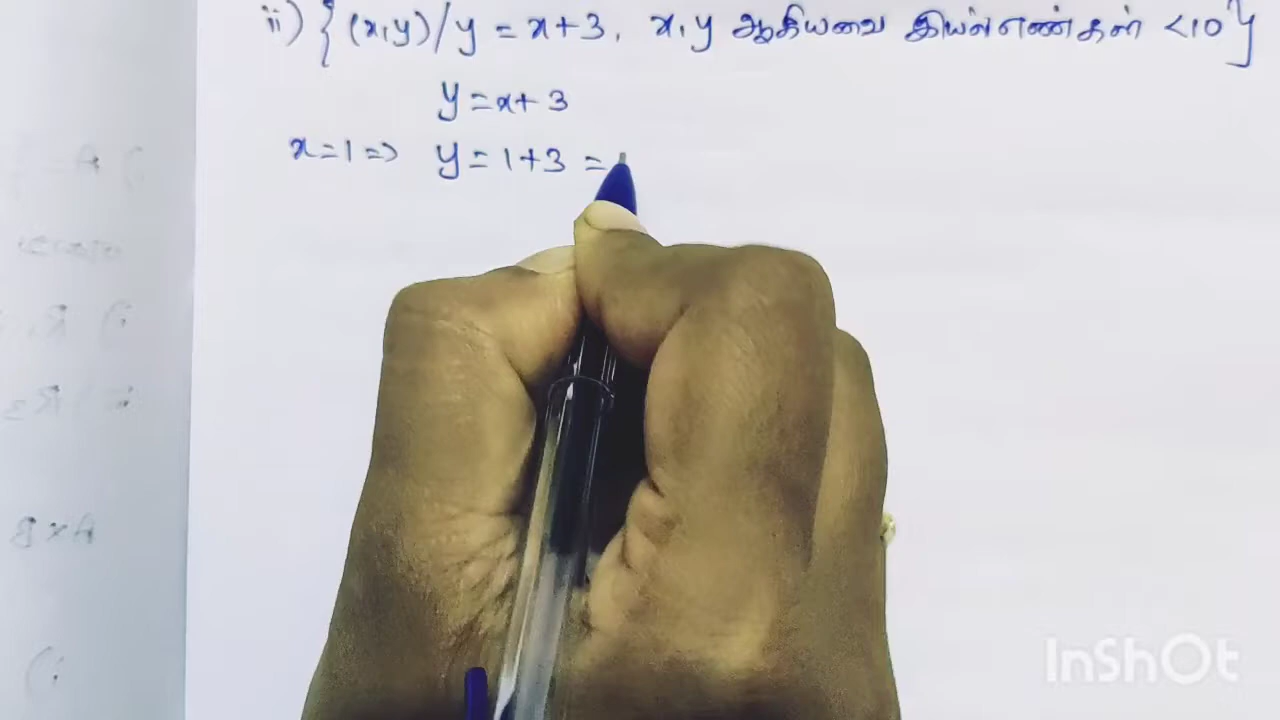 ii) { (x,y) / y = x+3, x,y ஆகியவை இயல் எண்கள் <10}
y = x+3
x=1 => y = 1+3 =
InShOt